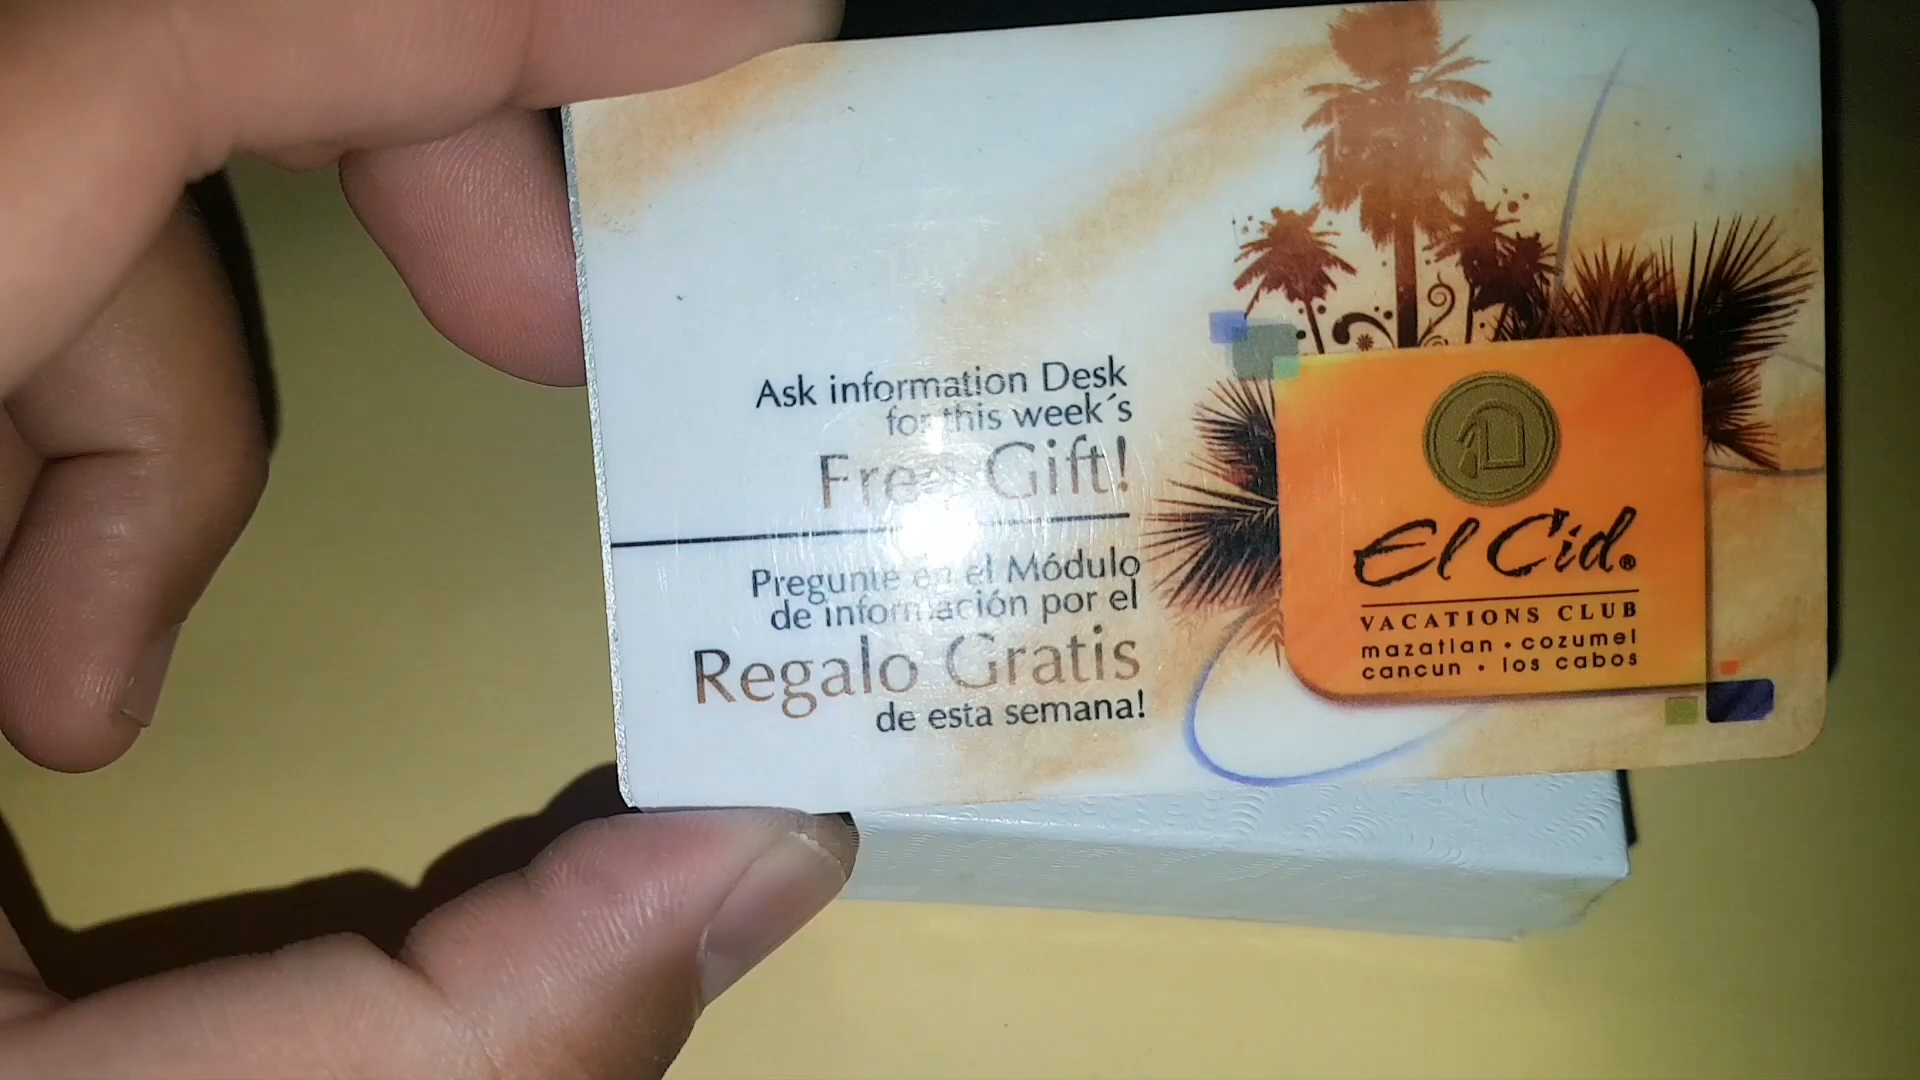 Ask information Desk
for this week´s
Free Gift!
Pregunte en el Módulo
de información por el
Regalo Gratis
de esta semana!
El Cid®
VACATIONS CLUB
mazatlan • cozumel
cancun • los cabos